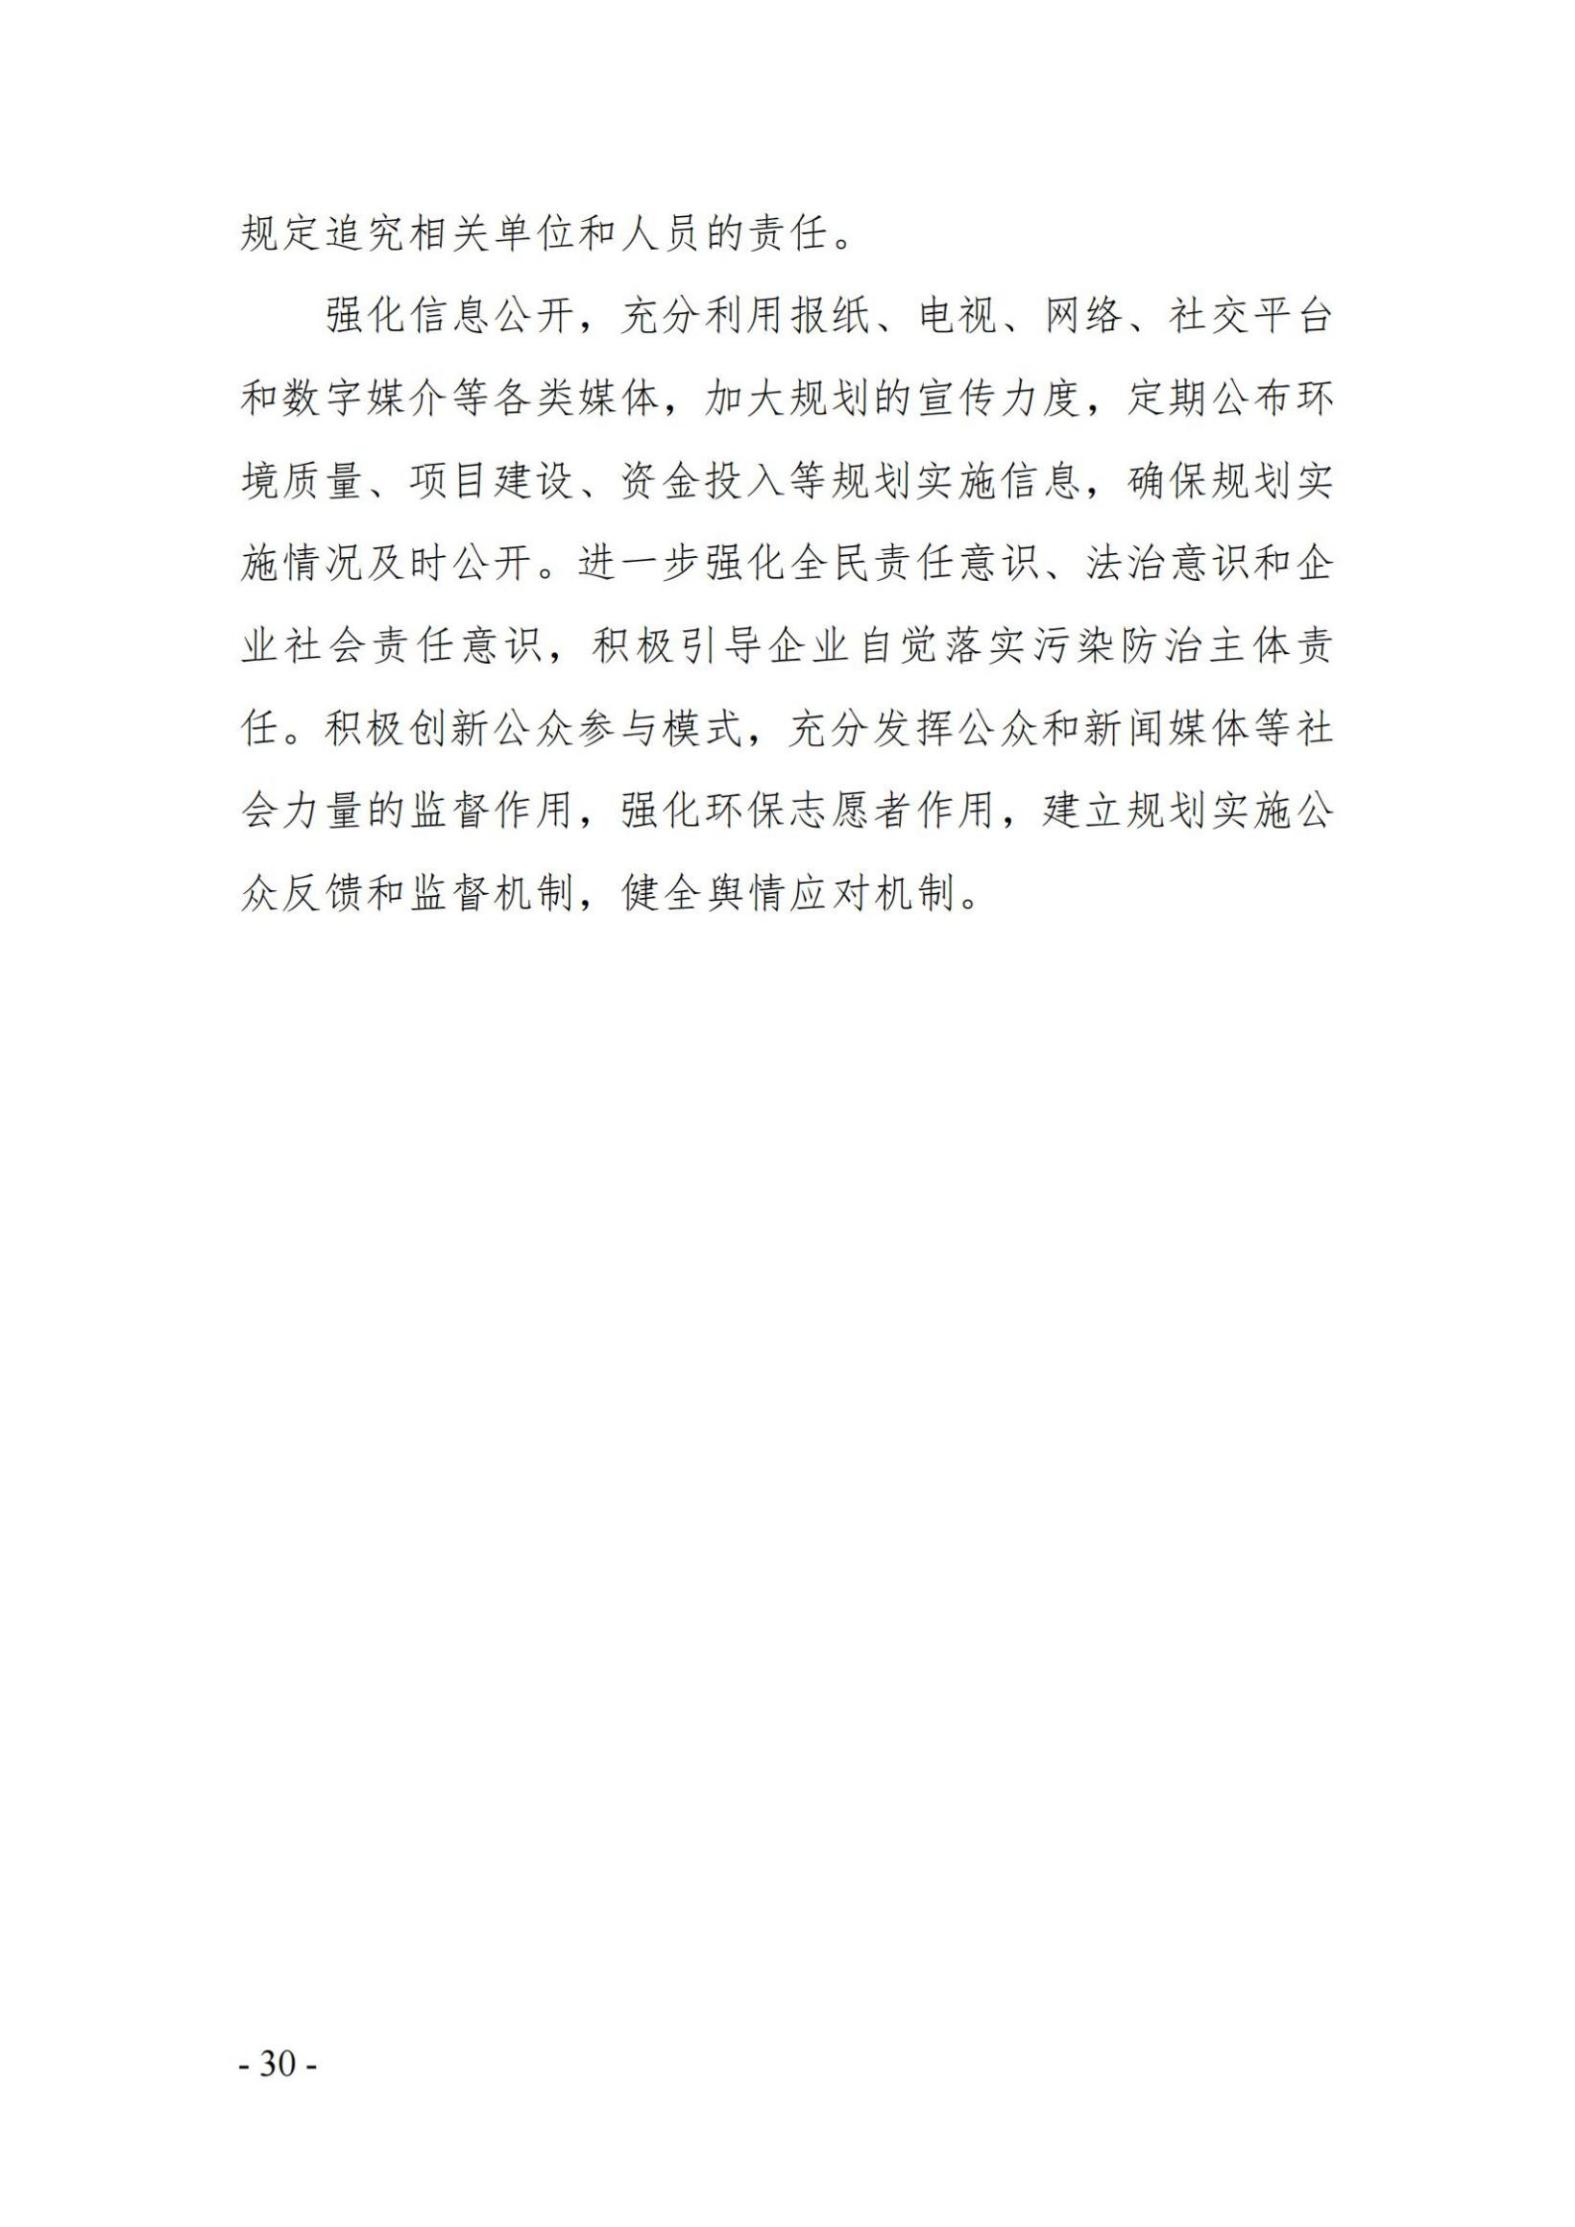 规定追究相关单位和人员的责任。
强化信息公开，充分利用报纸、电视、网络、社交平台
和数字媒介等各类媒体，加大规划的宣传力度，定期公布环
境质量、项目建设、资金投入等规划实施信息，确保规划实
施情况及时公开。进一步强化全民责任意识、法治意识和企
业社会责任意识，积极引导企业自觉落实污染防治主体责
任。积极创新公众参与模式，充分发挥公众和新闻媒体等社
会力量的监督作用，强化环保志愿者作用，建立规划实施公
众反馈和监督机制，健全舆情应对机制。
- 30 -